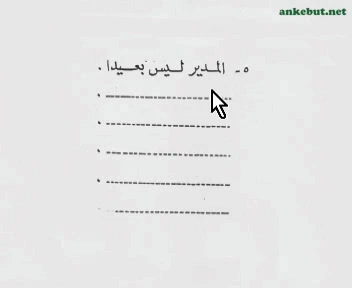 ankebut.net
٥ - المدير ليس بعيدا .